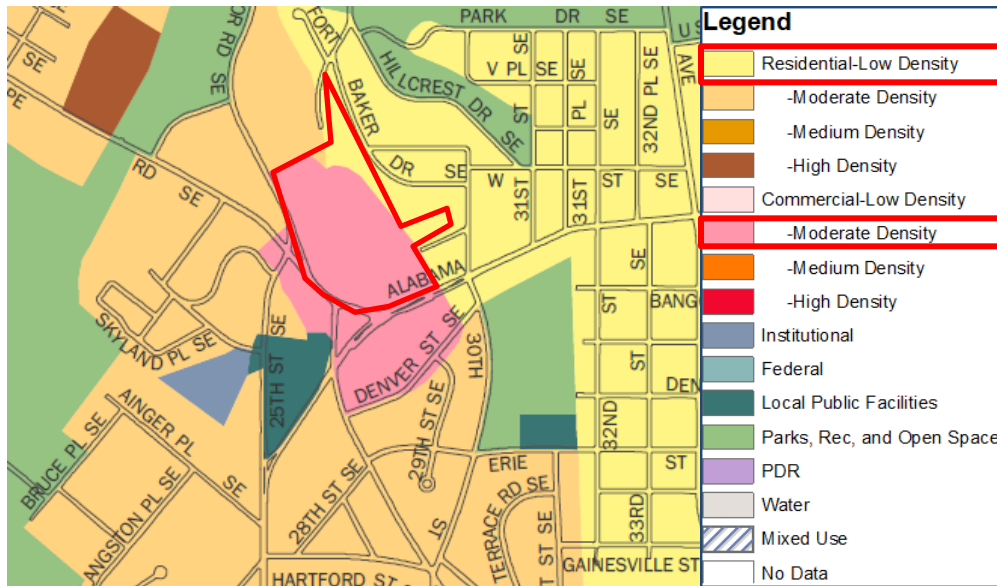 PARK DR SE
US
AVE
FORT
BAKER
DR SE
HILLCREST DR SE
V PL SE
SE
ST
PL
SE
32ND PL SE
W
ST
SE
31ST
31ST
OR RD
SE
SE
PE
RD SE
ALABAMA
SE
ST
BANG
ST
DEN
SKYLAND PL SE
25TH ST SE
DENVER ST SE
30TH
ST
29TH ST SE
28TH ST SE
AINGER PL
SE
BRUCE PL SE
ANGSTON PL SE
ERIE
ST
32ND
33RD
TERRACE RD SE
ST SE
GAINESVILLE ST
HARTFORD ST SE
Legend
Residential-Low Density
-Moderate Density
-Medium Density
-High Density
Commercial-Low Density
-Moderate Density
-Medium Density
-High Density
Institutional
Federal
Local Public Facilities
Parks, Rec, and Open Space
PDR
Water
Mixed Use
No Data